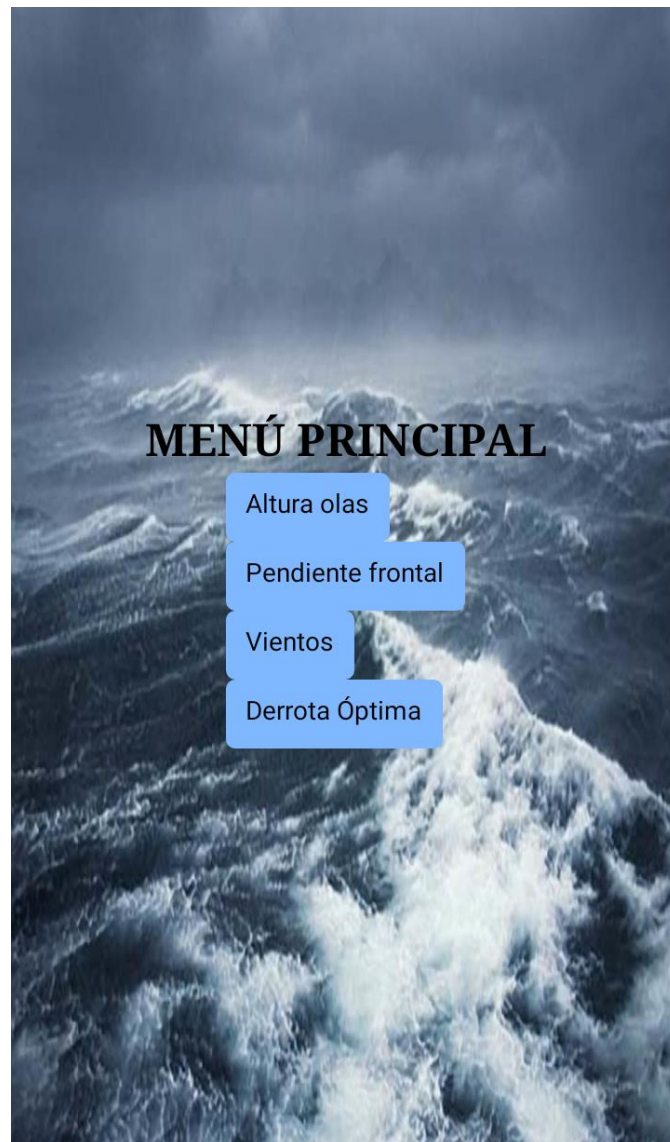 MENÚ PRINCIPAL
Altura olas
Pendiente frontal
Vientos
Derrota Óptima